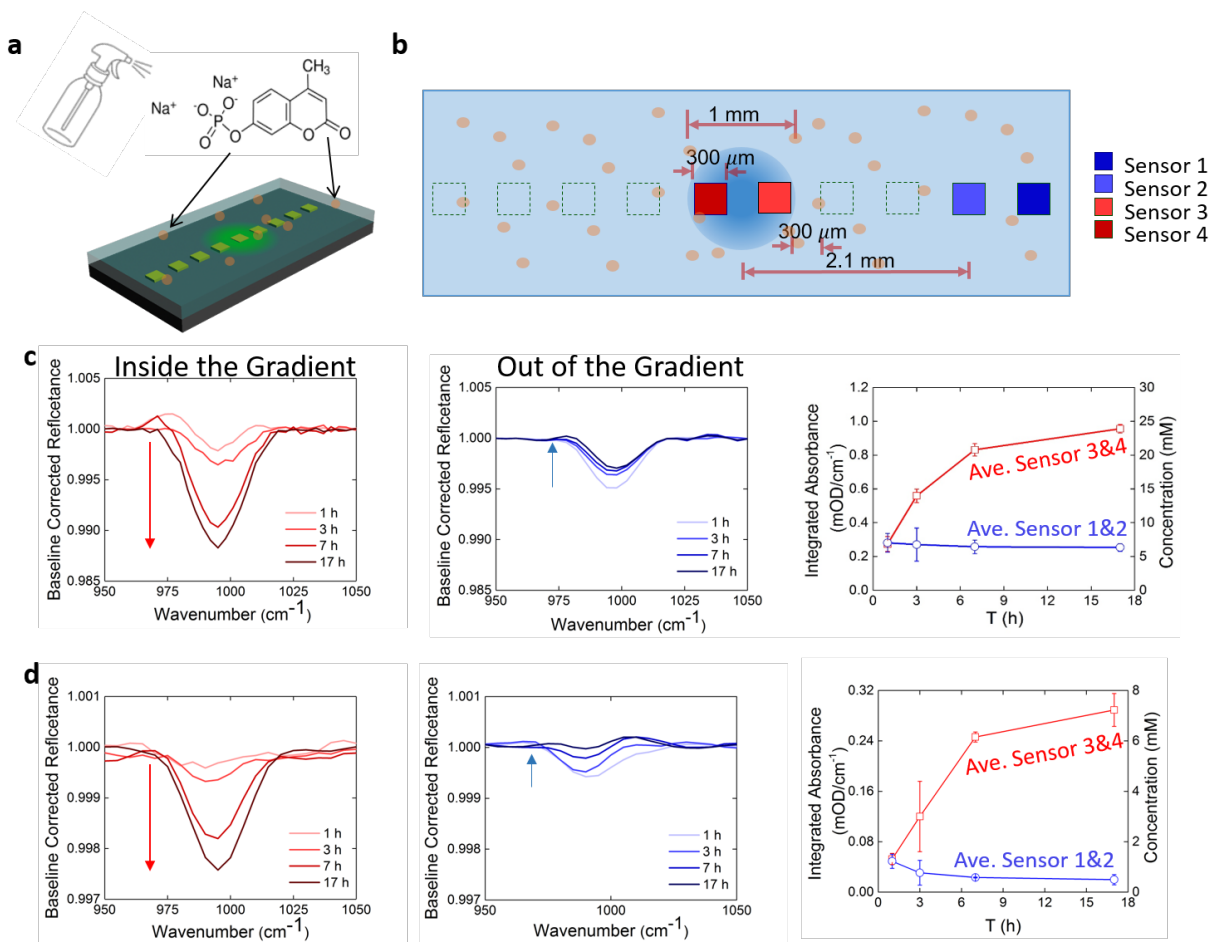 a
Na⁺
Na⁺
-O
O-
P
O
O
CH₃
O
O
b
1 mm
300 μm
300 μm
2.1 mm
Sensor 1
Sensor 2
Sensor 3
Sensor 4
c
Inside the Gradient
Baseline Corrected Reflcetance
1.005
1.000
0.995
0.990
0.985
950 975 1000 1025 1050
Wavenumber (cm⁻¹)
1 h
3 h
7 h
17 h
Out of the Gradient
Baseline Corrected Reflcetance
1.005
1.000
0.995
0.990
0.985
950 975 1000 1025 1050
Wavenumber (cm⁻¹)
1 h
3 h
7 h
17 h
Integrated Absorbance
(mOD/cm⁻¹)
1.2
1.0
0.8
0.6
0.4
0.2
0.0
Ave. Sensor 3&4
Ave. Sensor 1&2
30
25
20
15
10
5
0
Concentration (mM)
0 3 6 9 12 15 18
T (h)
d
Baseline Corrected Reflcetance
1.001
1.000
0.999
0.998
0.997
950 975 1000 1025 1050
Wavenumber (cm⁻¹)
1 h
3 h
7 h
17 h
Baseline Corrected Reflcetance
1.001
1.000
0.999
0.998
0.997
950 975 1000 1025 1050
Wavenumber (cm⁻¹)
1 h
3 h
7 h
17 h
Integrated Absorbance
(mOD/cm⁻¹)
0.32
0.24
0.16
0.08
0.00
Ave. Sensor 3&4
Ave. Sensor 1&2
8
6
4
2
0
Concentration (mM)
0 3 6 9 12 15 18
T (h)